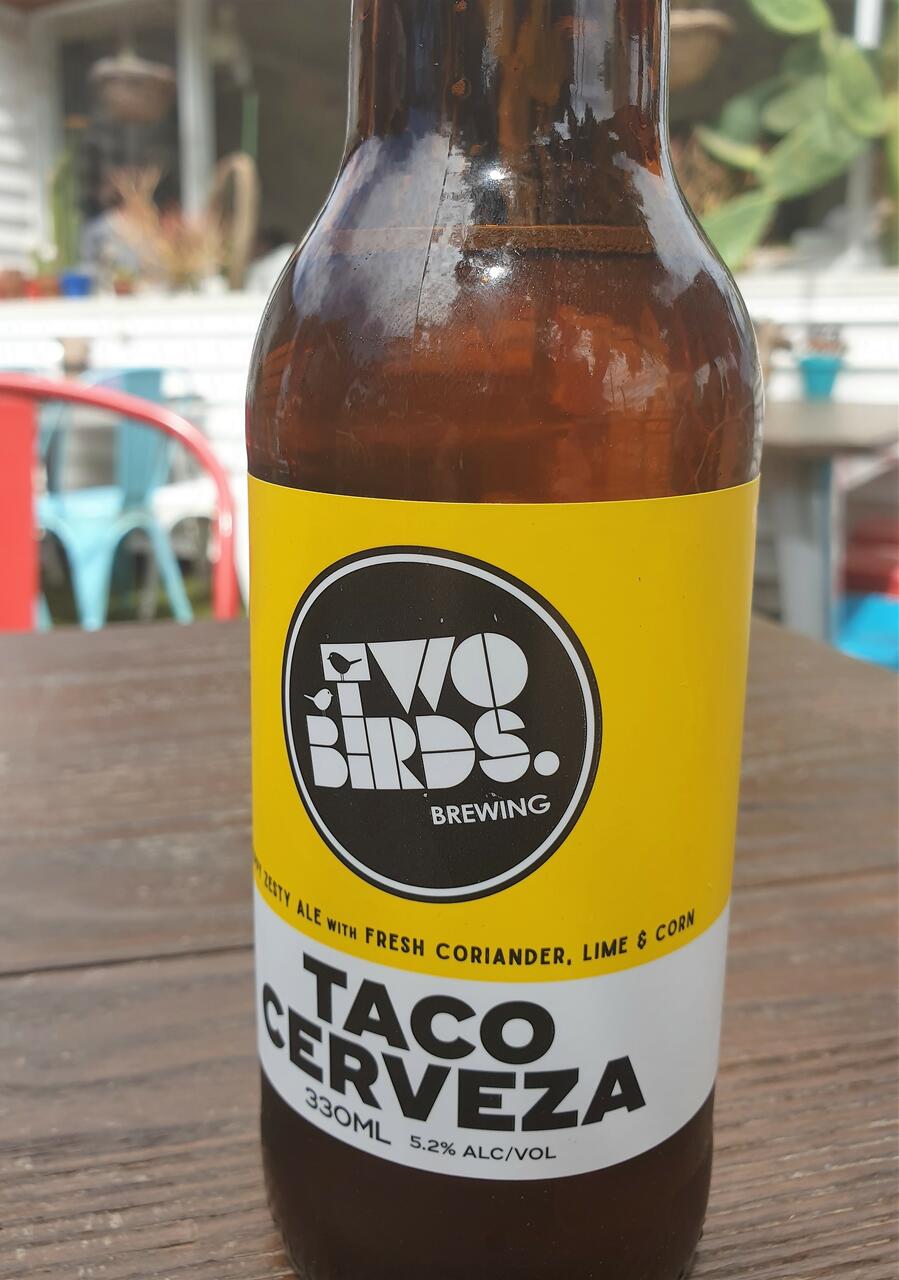 TWO
BIRDS.
BREWING
ZESTY ALE WITH FRESH CORIANDER, LIME & CORN
TACO
CERVEZA
330ML 5.2% ALC/VOL